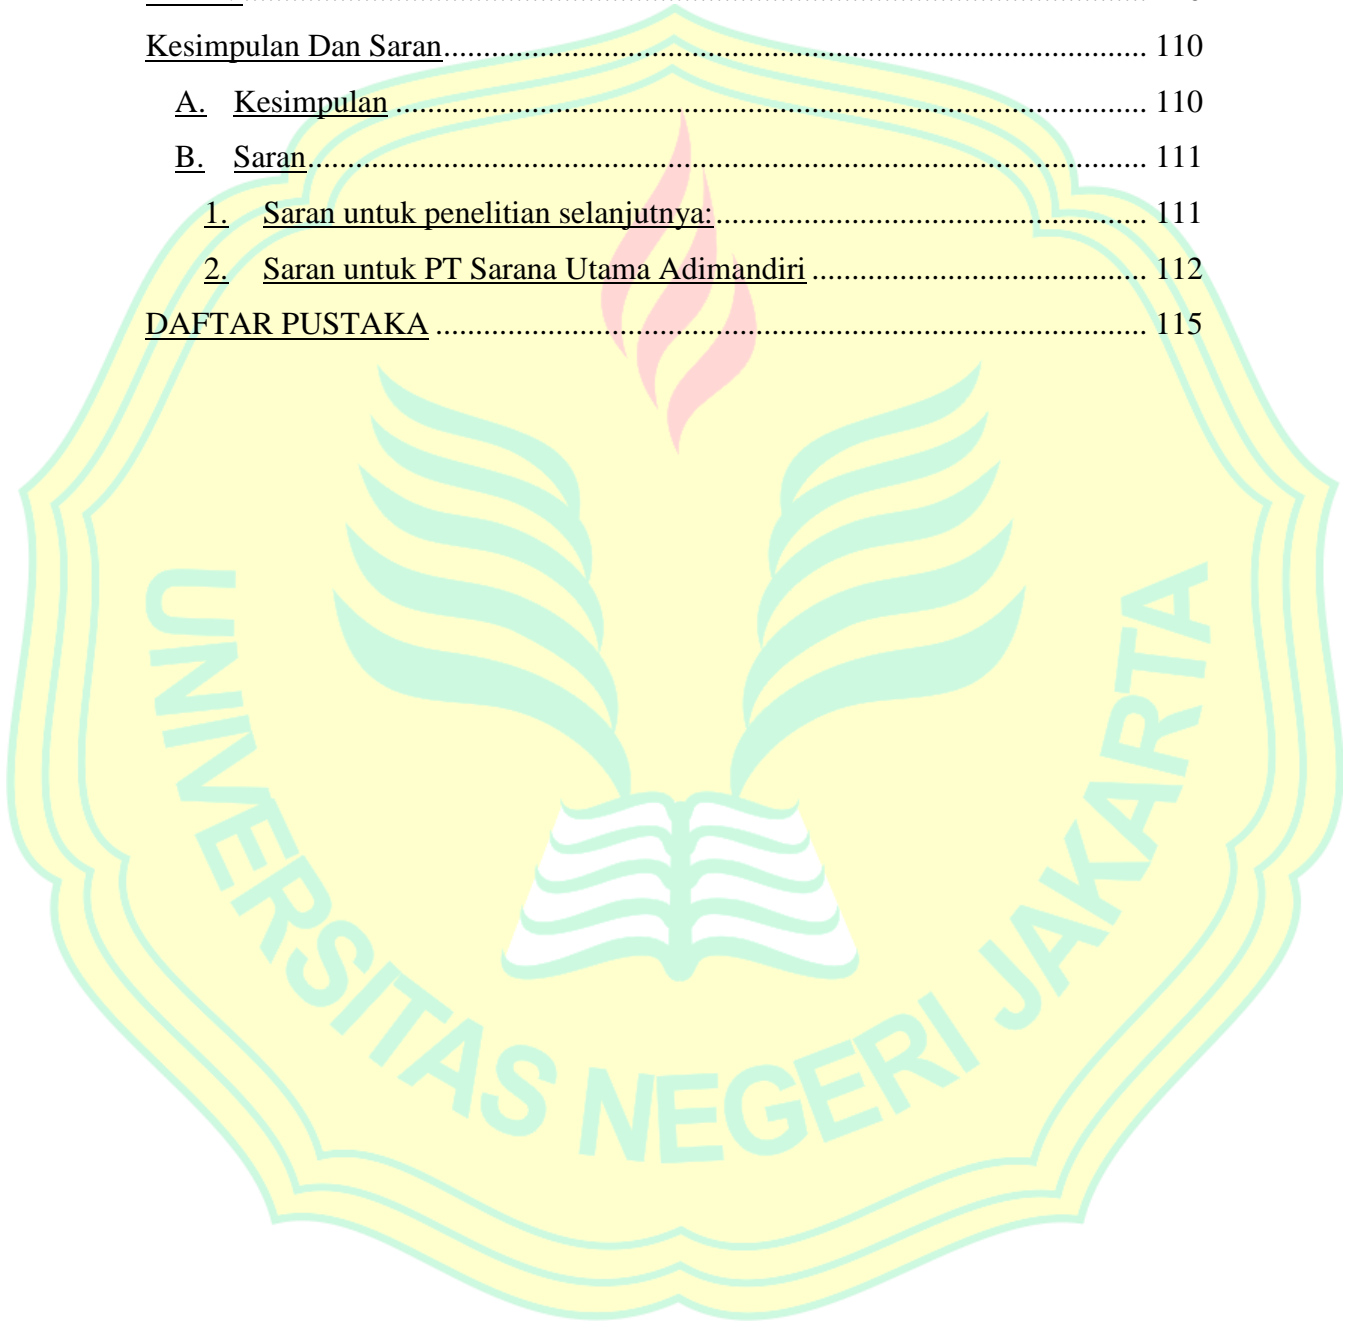 Kesimpulan Dan Saran........................................................................................ 110
A. Kesimpulan .............................................................................................. 110
B. Saran......................................................................................................... 111
1. Saran untuk penelitian selanjutnya:...................................................... 111
2. Saran untuk PT Sarana Utama Adimandiri .......................................... 112
DAFTAR PUSTAKA ......................................................................................... 115
UNIVERSITAS NEGERI JAKARTA